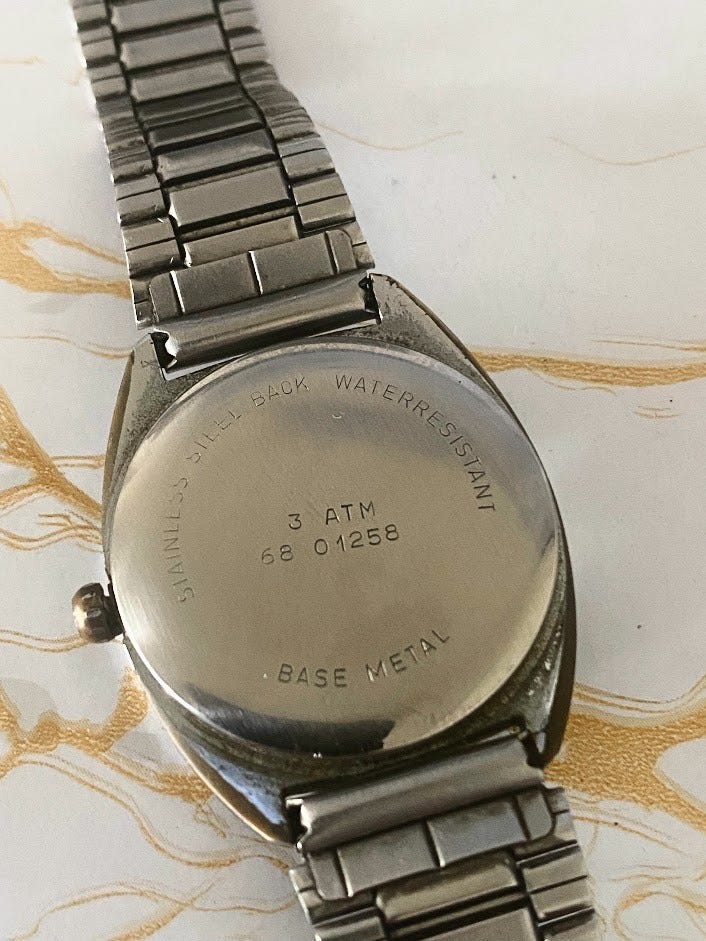 STAINLESS STEEL BACK WATERRESISTANT
3 ATM
68 01258
BASE METAL